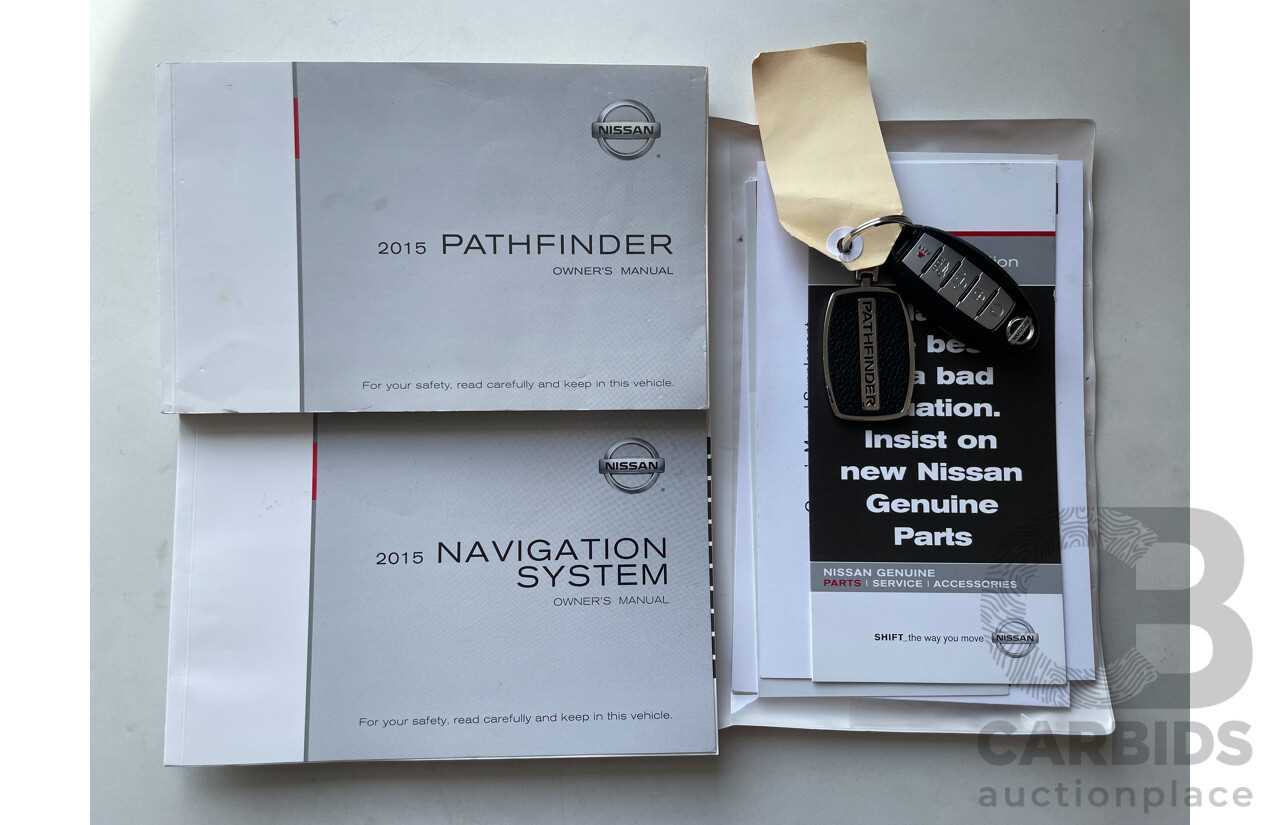 NISSAN
2015 PATHFINDER
OWNER'S MANUAL
For your safety, read carefully and keep in this vehicle.
NISSAN
2015 NAVIGATION
SYSTEM
OWNER'S MANUAL
For your safety, read carefully and keep in this vehicle.
PATHFINDER
a bad
Insist on
new Nissan
Genuine
Parts
NISSAN GENUINE
PARTS | SERVICE | ACCESSORIES
SHIFT_the way you move
NISSAN
CB
CARBIDS
auctionplace